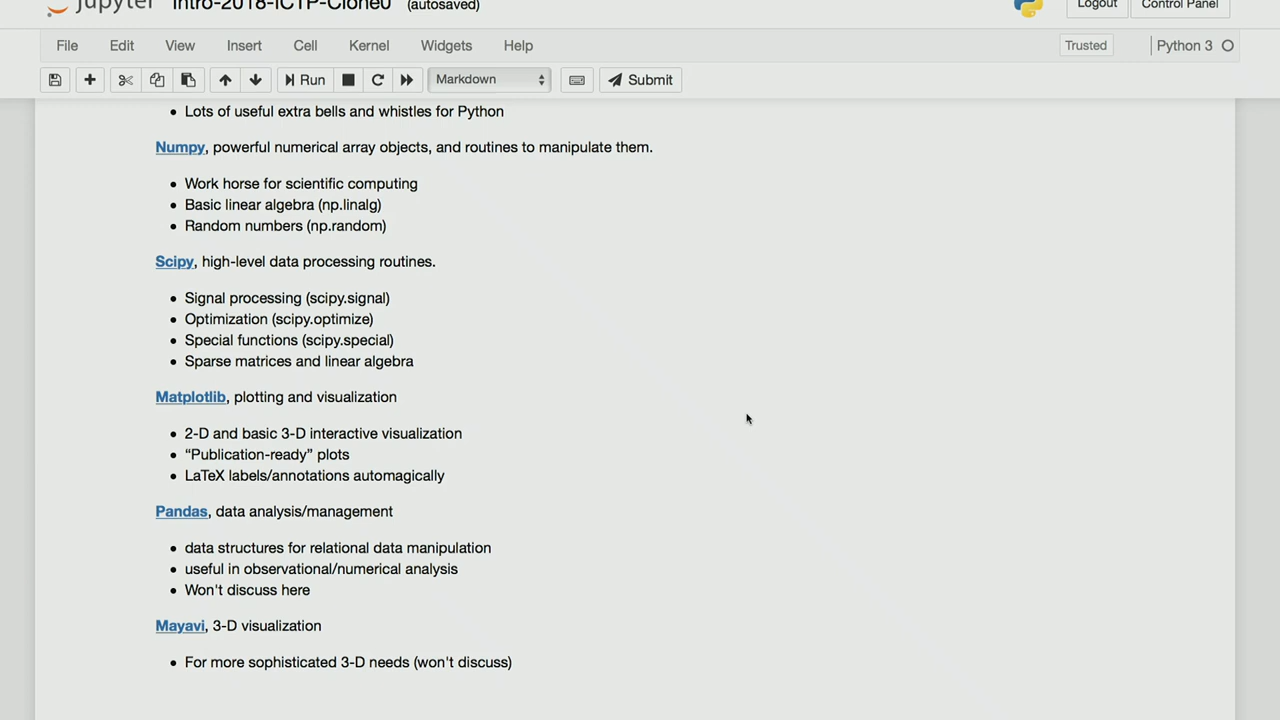 jupyter Intro-2018-ICTP-Clone0 (autosaved) Logout Control Panel
File Edit View Insert Cell Kernel Widgets Help Trusted Python 3
Run Markdown Submit
• Lots of useful extra bells and whistles for Python
Numpy, powerful numerical array objects, and routines to manipulate them.
• Work horse for scientific computing
• Basic linear algebra (np.linalg)
• Random numbers (np.random)
Scipy, high-level data processing routines.
• Signal processing (scipy.signal)
• Optimization (scipy.optimize)
• Special functions (scipy.special)
• Sparse matrices and linear algebra
Matplotlib, plotting and visualization
• 2-D and basic 3-D interactive visualization
• “Publication-ready” plots
• LaTeX labels/annotations automagically
Pandas, data analysis/management
• data structures for relational data manipulation
• useful in observational/numerical analysis
• Won't discuss here
Mayavi, 3-D visualization
• For more sophisticated 3-D needs (won't discuss)